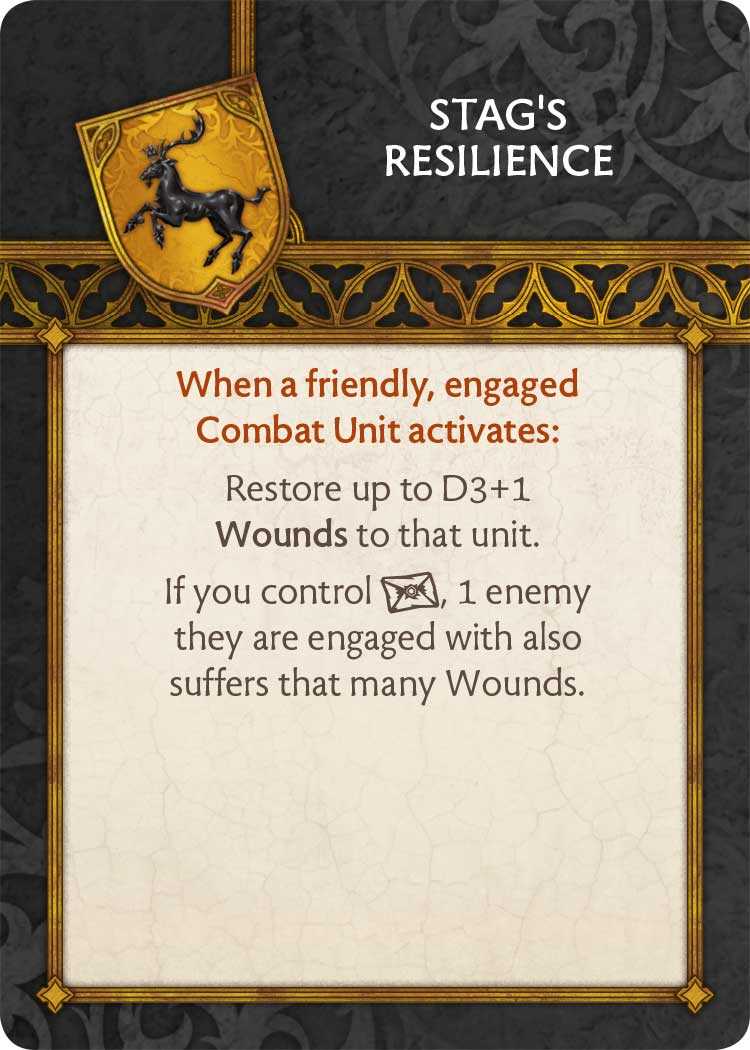 STAG'S
RESILIENCE
When a friendly, engaged
Combat Unit activates:
Restore up to D3+1
Wounds to that unit.
If you control , 1 enemy
they are engaged with also
suffers that many Wounds.